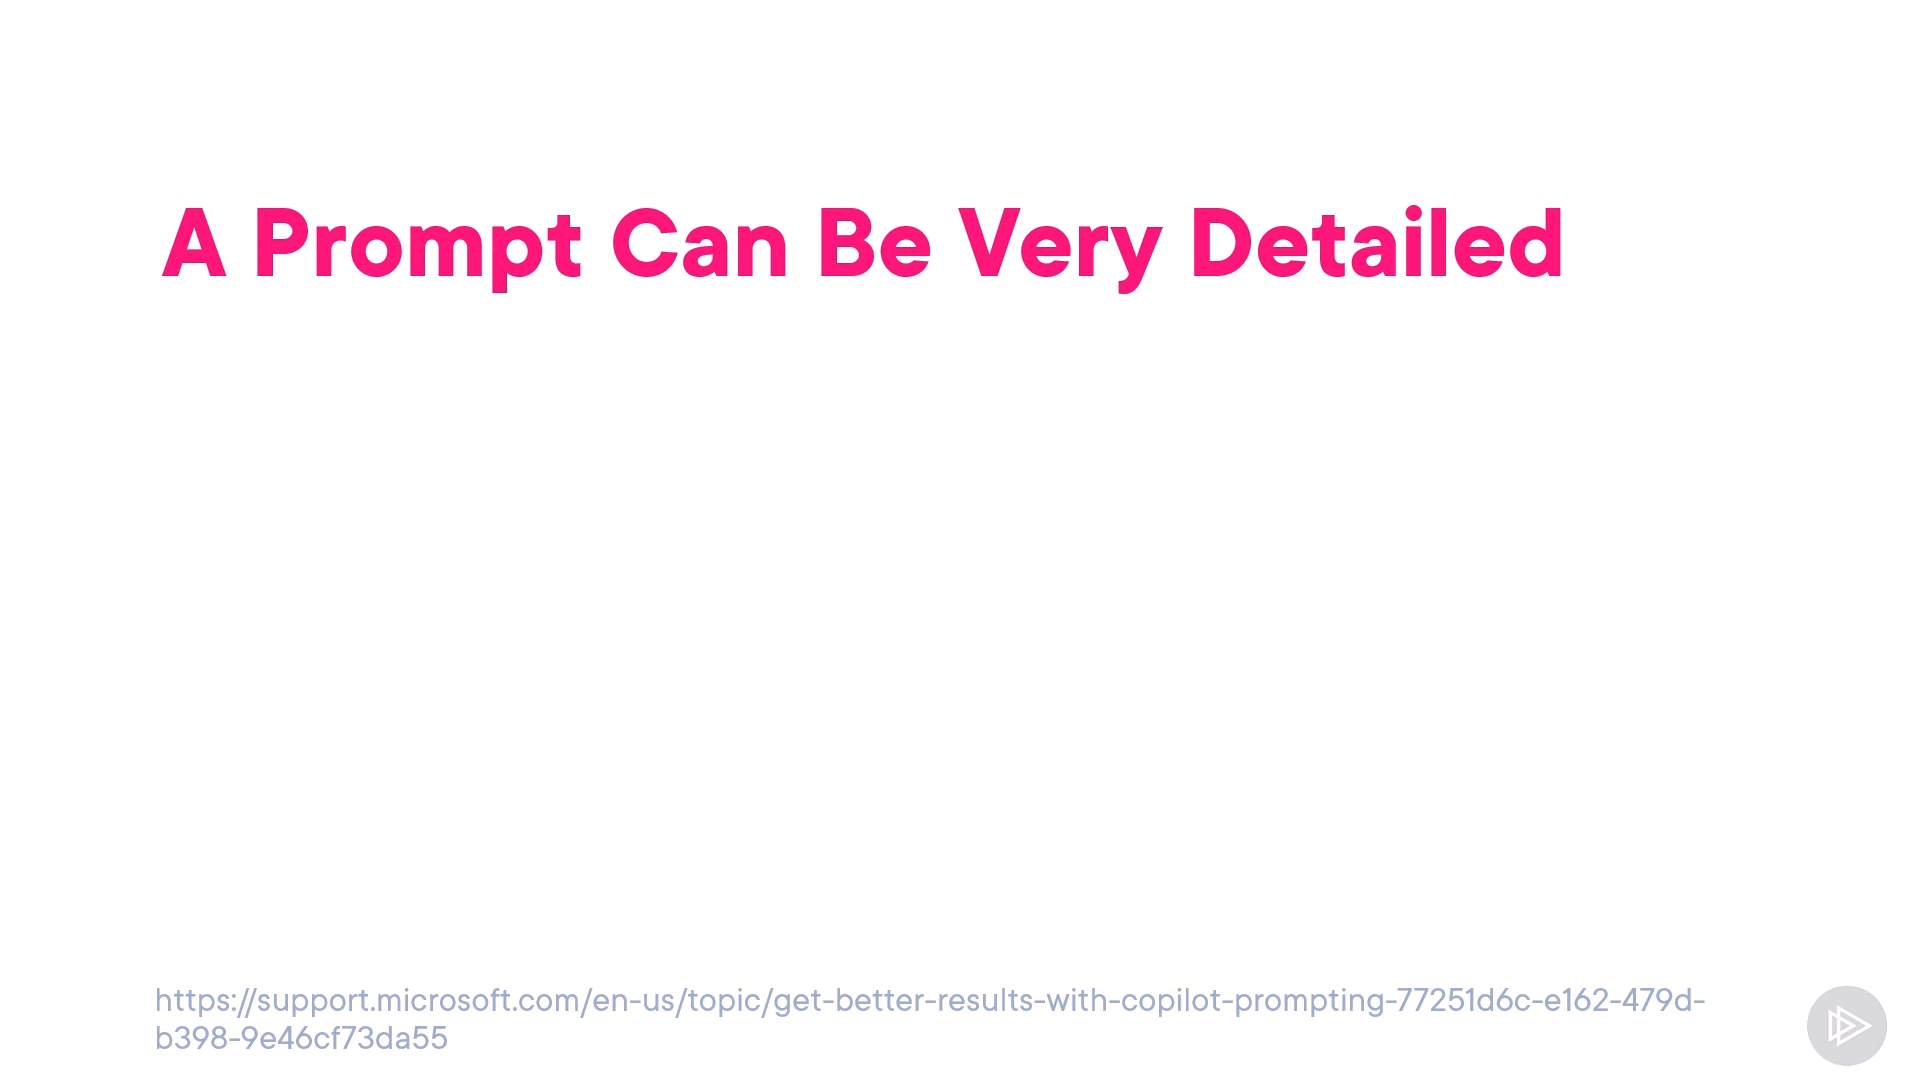 A Prompt Can Be Very Detailed
https://support.microsoft.com/en-us/topic/get-better-results-with-copilot-prompting-77251d6c-e162-479d-
b398-9e46cf73da55